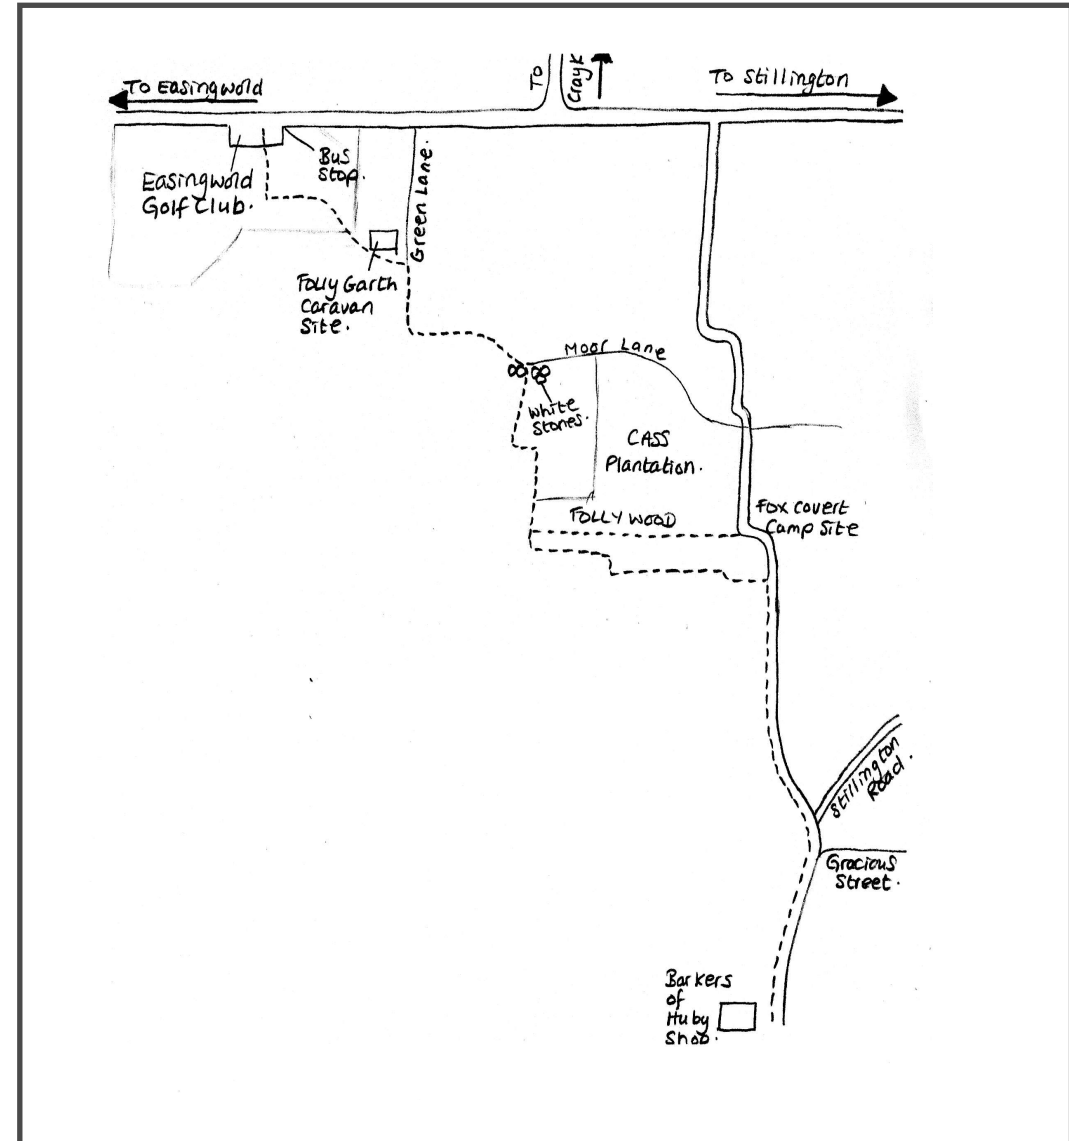 To Easingwold
To
Crayk
To Stillington
Bus
Stop.
Easingwold
Golf Club.
Green Lane.
Folly Garth
Caravan
Site.
Moor Lane
White
Stones.
CASS
Plantation.
FOLLY WOOD
Fox Covert
Camp Site
Stillington
Road.
Gracious
Street.
Barkers
of
Huby
Shop.